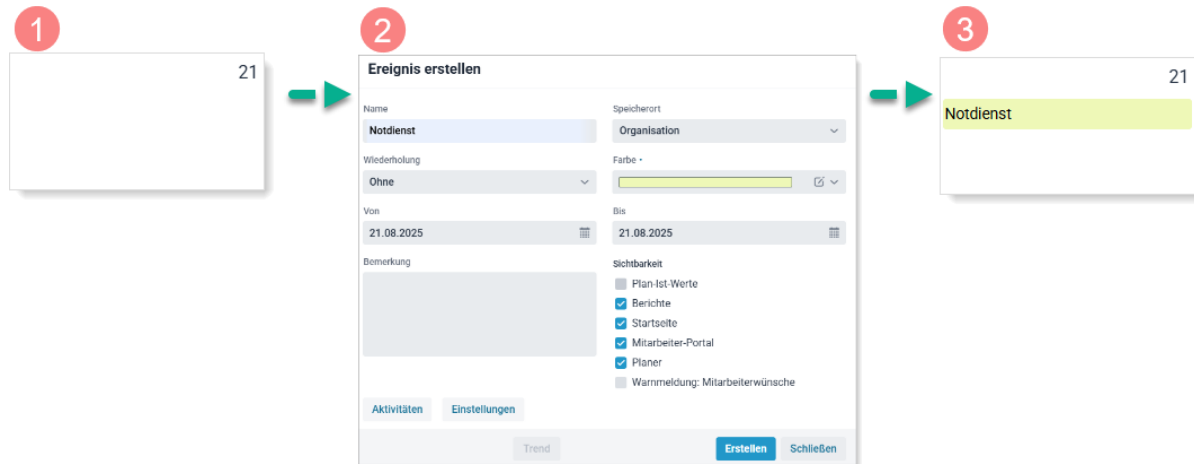 1
2
3
21
Ereignis erstellen
Name
Speicherort
Notdienst
Organisation
Wiederholung
Farbe •
Ohne
Von
Bis
21.08.2025
21.08.2025
Bemerkung
Sichtbarkeit
Plan-Ist-Werte
Berichte
Startseite
Mitarbeiter-Portal
Planer
Warnmeldung: Mitarbeiterwünsche
Aktivitäten
Einstellungen
Trend
Erstellen
Schließen
21
Notdienst